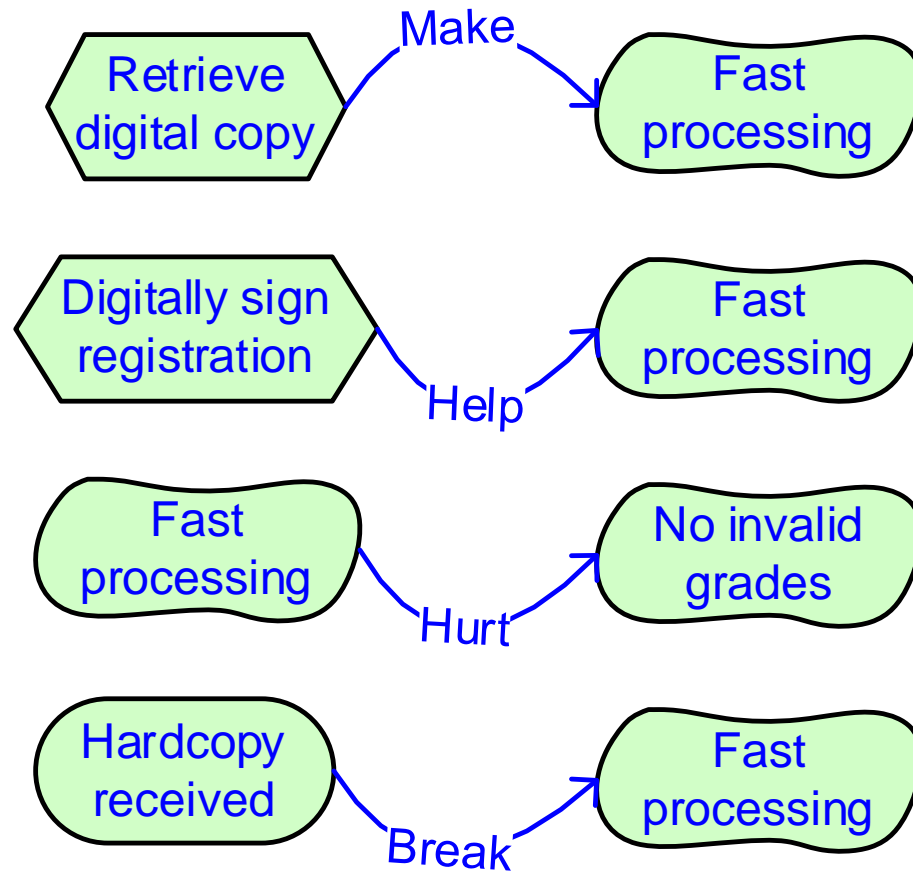 Make
Retrieve
digital copy
Fast
processing
Digitally sign
registration
Help
Fast
processing
Fast
processing
Hurt
No invalid
grades
Hardcopy
received
Break
Fast
processing